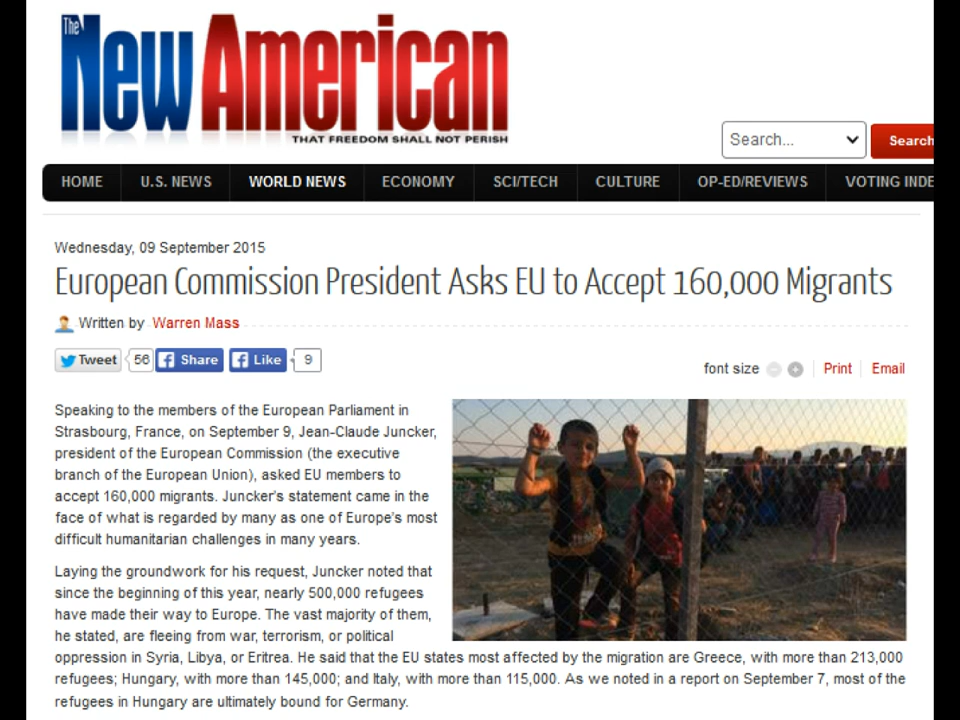 The New American
THAT FREEDOM SHALL NOT PERISH
Search...
Search
HOME
U.S. NEWS
WORLD NEWS
ECONOMY
SCI/TECH
CULTURE
OP-ED/REVIEWS
VOTING INDE
Wednesday, 09 September 2015
European Commission President Asks EU to Accept 160,000 Migrants
Written by Warren Mass
Tweet 56 Share Like 9
font size Print Email
Speaking to the members of the European Parliament in
Strasbourg, France, on September 9, Jean-Claude Juncker,
president of the European Commission (the executive
branch of the European Union), asked EU members to
accept 160,000 migrants. Juncker's statement came in the
face of what is regarded by many as one of Europe's most
difficult humanitarian challenges in many years.
Laying the groundwork for his request, Juncker noted that
since the beginning of this year, nearly 500,000 refugees
have made their way to Europe. The vast majority of them,
he stated, are fleeing from war, terrorism, or political
oppression in Syria, Libya, or Eritrea. He said that the EU states most affected by the migration are Greece, with more than 213,000
refugees; Hungary, with more than 145,000; and Italy, with more than 115,000. As we noted in a report on September 7, most of the
refugees in Hungary are ultimately bound for Germany.